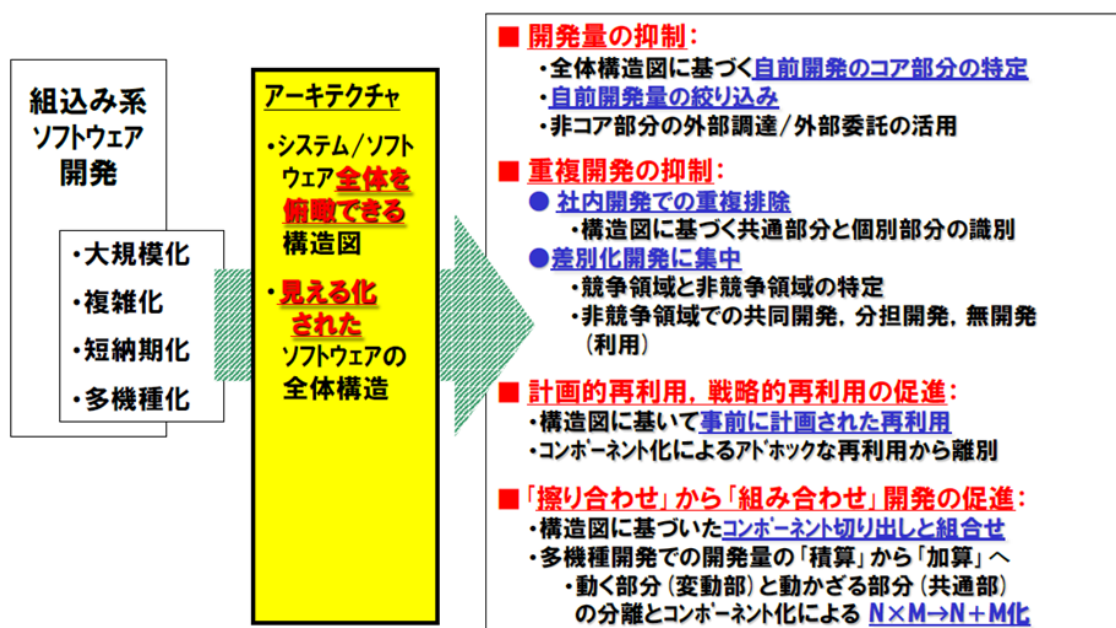 組込み系
ソフトウェア
開発
・大規模化
・複雑化
・短納期化
・多機種化
アーキテクチャ
・システム/ソフト
ウェア全体を
俯瞰できる
構造図
・見える化
された
ソフトウェアの
全体構造
■ 開発量の抑制：
・全体構造図に基づく自前開発のコア部分の特定
・自前開発量の絞り込み
・非コア部分の外部調達/外部委託の活用
■ 重複開発の抑制：
● 社内開発での重複排除
・構造図に基づく共通部分と個別部分の識別
●差別化開発に集中
・競争領域と非競争領域の特定
・非競争領域での共同開発，分担開発，無開発
(利用)
■ 計画的再利用，戦略的再利用の促進：
・構造図に基いて事前に計画された再利用
・コンポーネント化によるアドホックな再利用から離別
■「擦り合わせ」から「組み合わせ」開発の促進：
・構造図に基づいたコンポーネント切り出しと組合せ
・多機種開発での開発量の「積算」から「加算」へ
・動く部分(変動部)と動かざる部分(共通部)
の分離とコンポーネント化による N×M→N＋M化